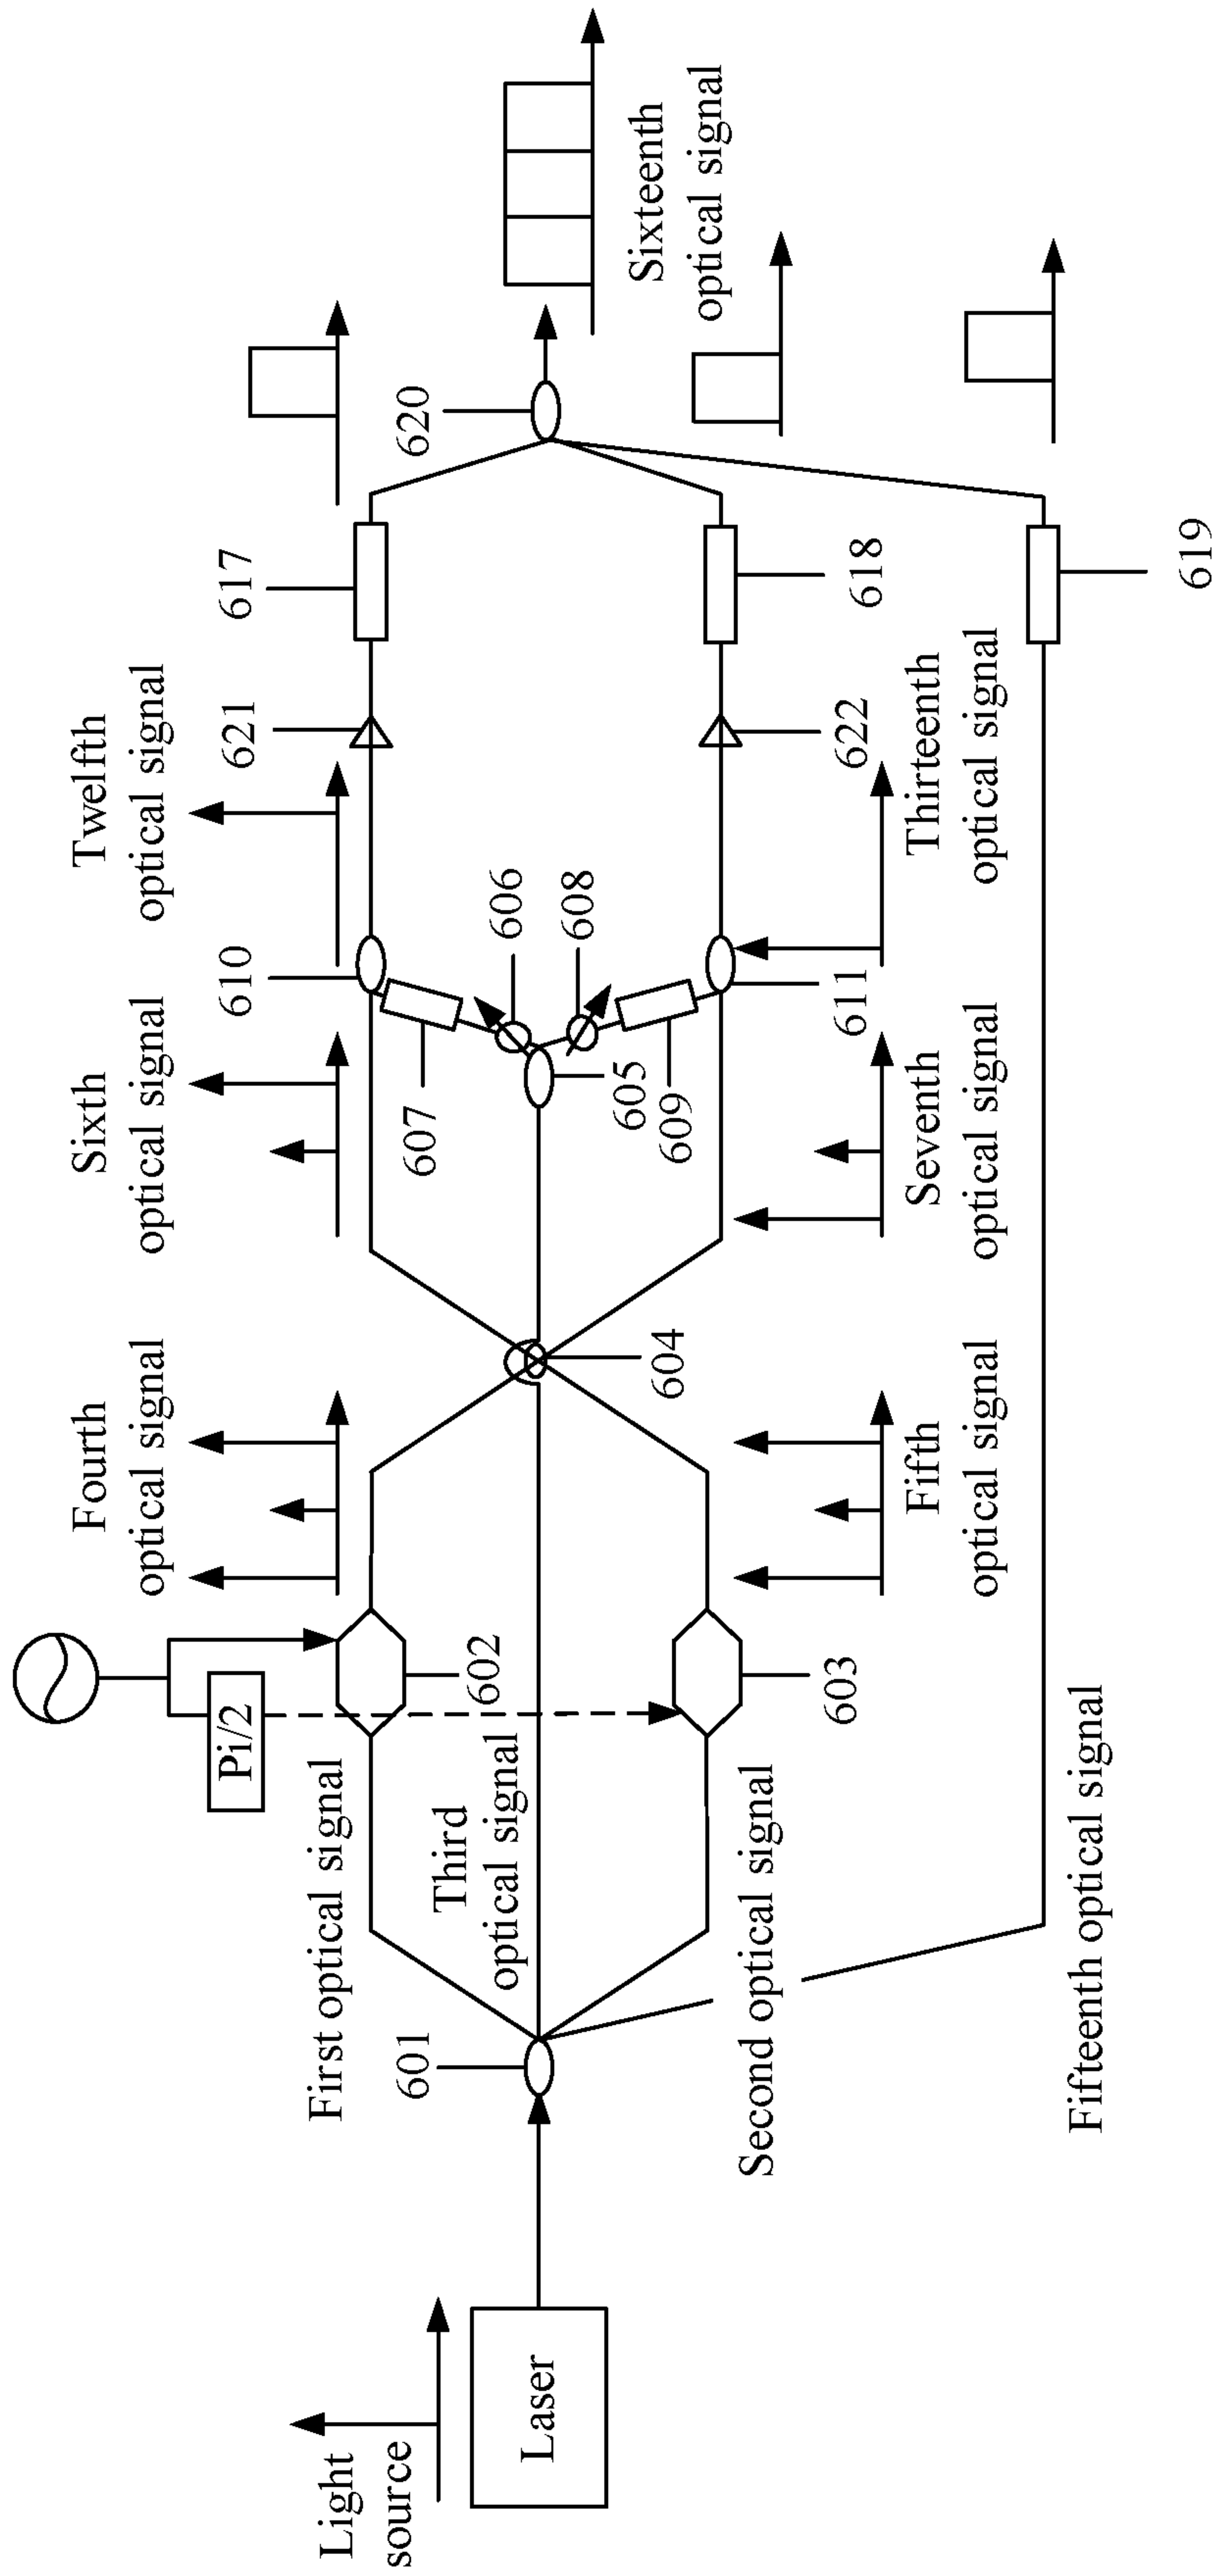 Light
source
Laser
601
First optical signal
Third
optical signal
Second optical signal
Fifteenth optical signal
Pi/2
602
603
Fourth
optical signal
Fifth
optical signal
604
Sixth
optical signal
Seventh
optical signal
605
606
607
608
609
610
611
Twelfth
optical signal
Thirteenth
optical signal
621
622
617
618
619
620
Sixteenth
optical signal